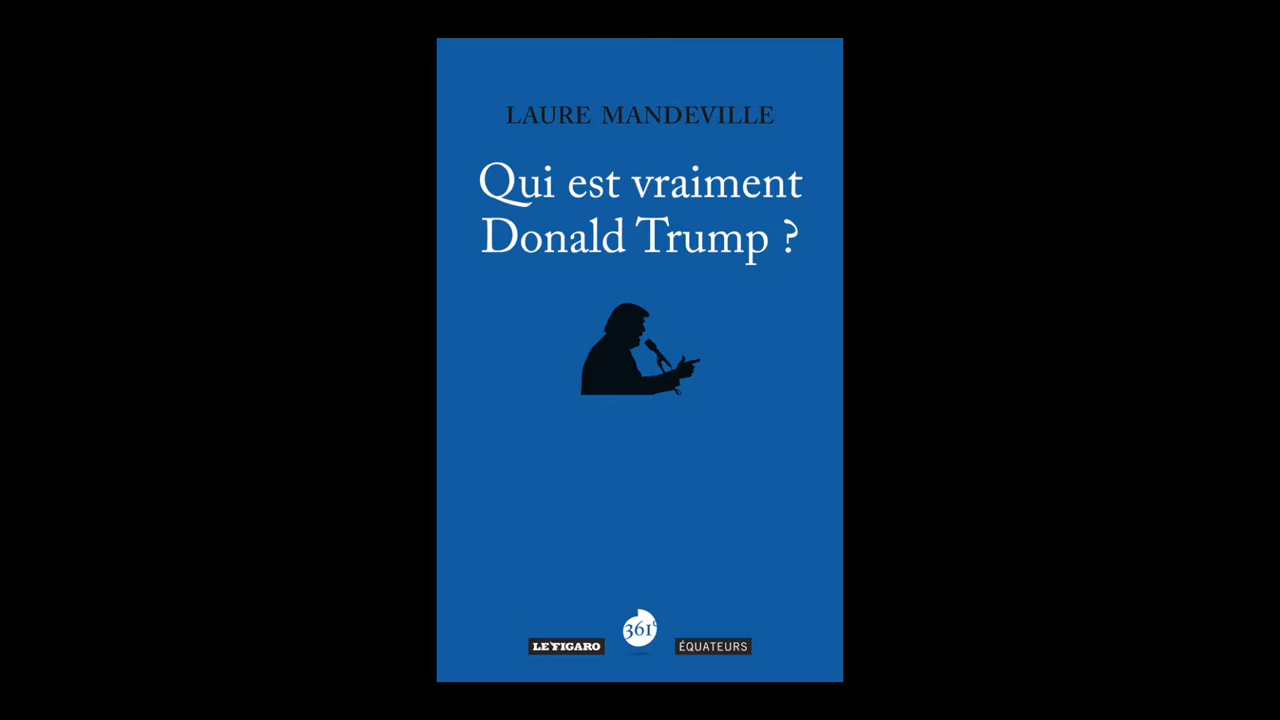 LAURE MANDEVILLE
Qui est vraiment
Donald Trump ?
361°
LE FIGARO
ÉQUATEURS